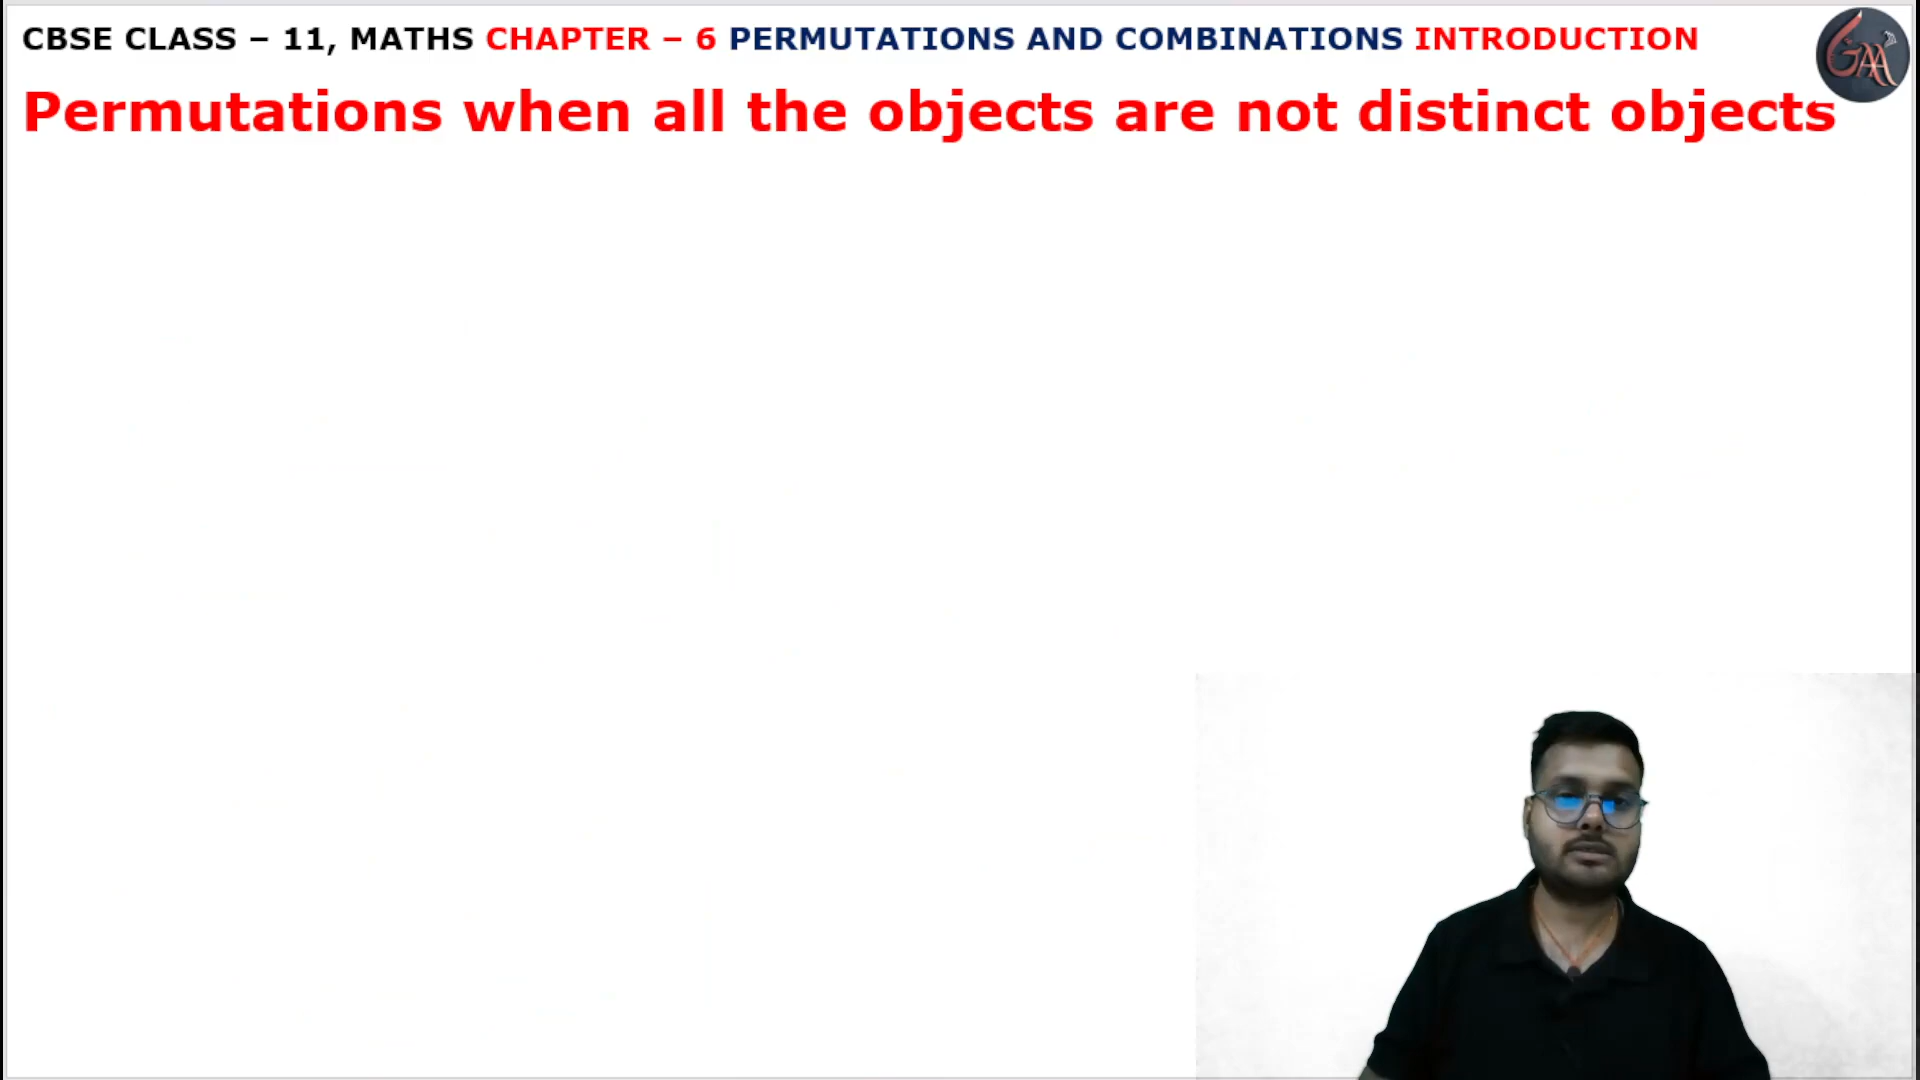 CBSE CLASS – 11, MATHS CHAPTER – 6 PERMUTATIONS AND COMBINATIONS INTRODUCTION
Permutations when all the objects are not distinct objects